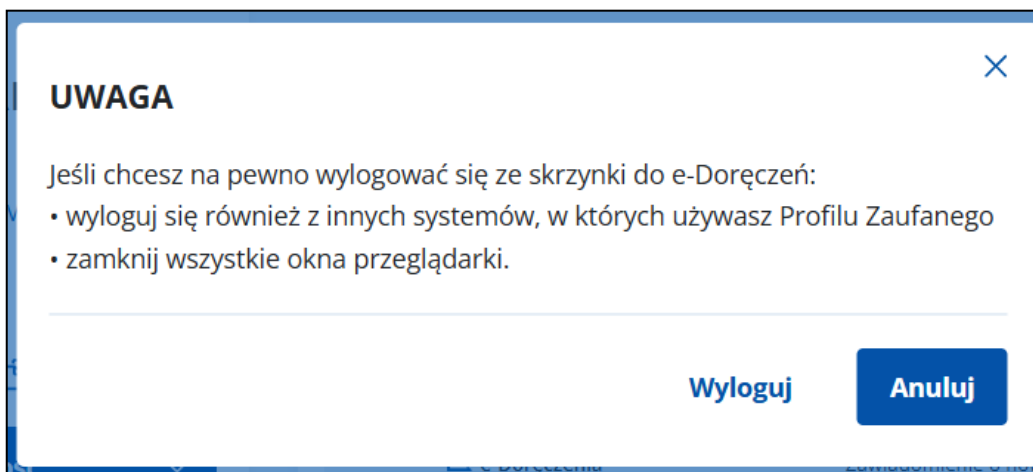 UWAGA
Jeśli chcesz na pewno wylogować się ze skrzynki do e-Doręczeń:
• wyloguj się również z innych systemów, w których używasz Profilu Zaufanego
• zamknij wszystkie okna przeglądarki.
Wyloguj Anuluj